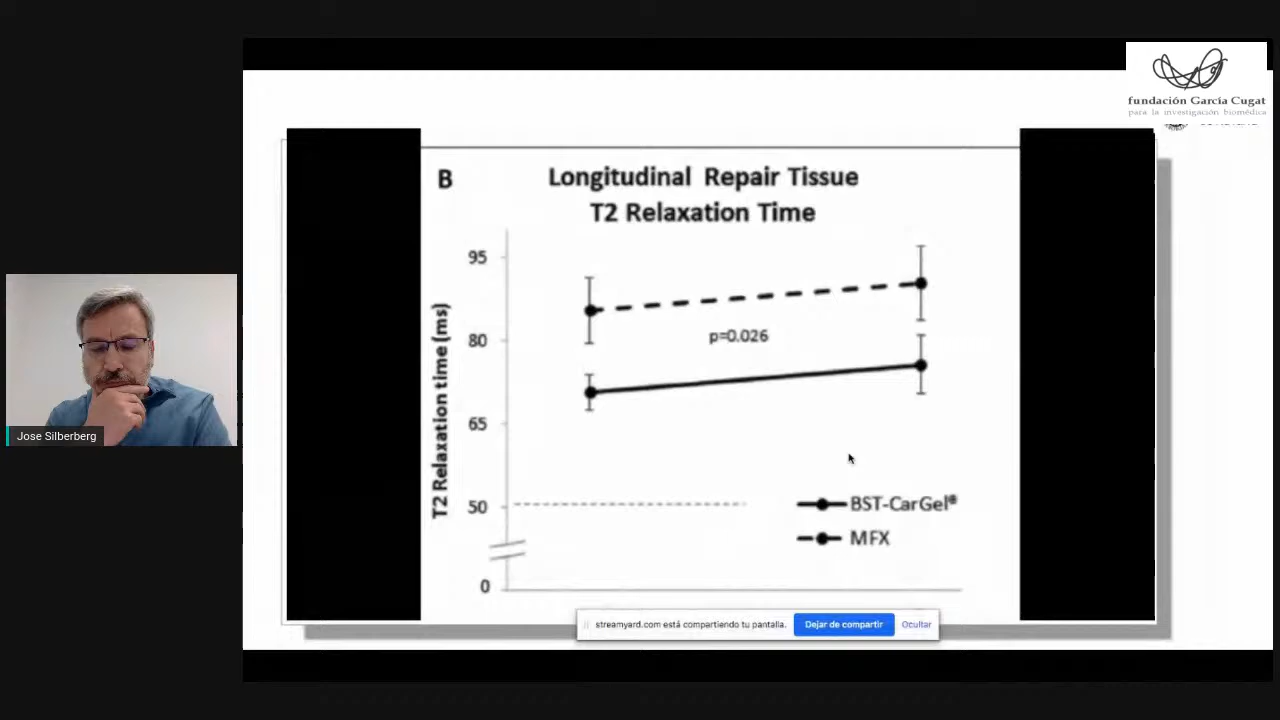 fundación García Cugat
para la investigación biomédica
B
Longitudinal Repair Tissue
T2 Relaxation Time
T2 Relaxation time (ms)
95
80
65
50
0
p=0.026
BST-CarGel®
MFX
Jose Silberberg
streamyard.com está compartiendo tu pantalla.
Dejar de compartir
Ocultar